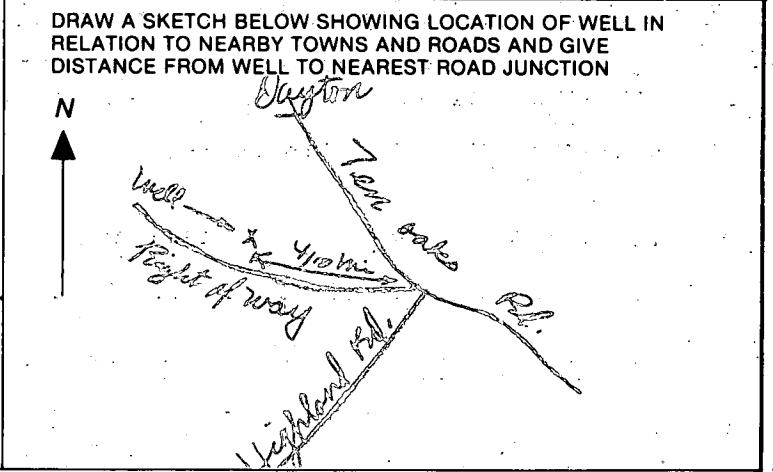 DRAW A SKETCH BELOW SHOWING LOCATION OF WELL IN
RELATION TO NEARBY TOWNS AND ROADS AND GIVE
DISTANCE FROM WELL TO NEAREST ROAD JUNCTION
Dayton
N
Ten oaks Rd.
Well
4/10 mi
Right of way
Highland Rd.